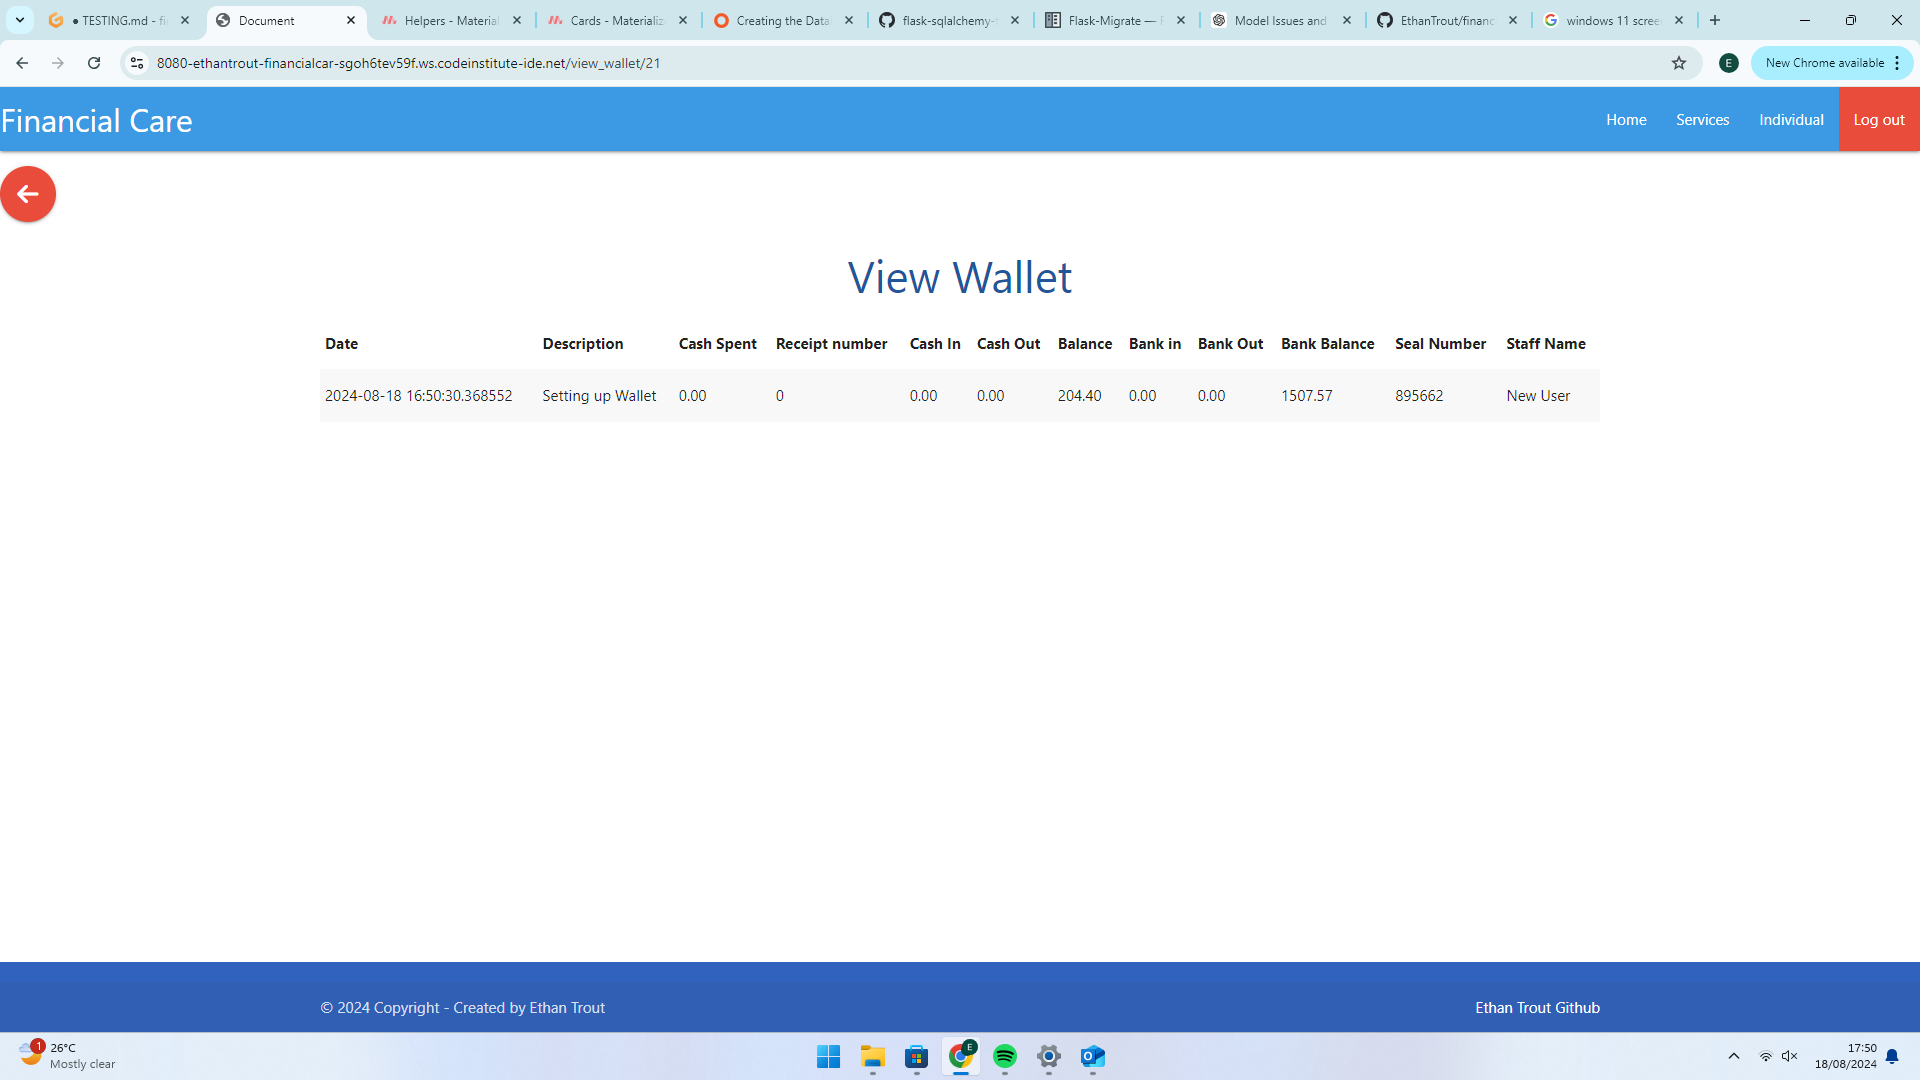 ● TESTING.md - fi
Document
Helpers - Material
Cards - Materializ
Creating the Data
flask-sqlalchemy-
Flask-Migrate —
Model Issues and
EthanTrout/financ
windows 11 scree
8080-ethantrout-financialcar-sgoh6tev59f.ws.codeinstitute-ide.net/view_wallet/21
E
New Chrome available
Financial Care
Home
Services
Individual
Log out
View Wallet
Date Description Cash Spent Receipt number Cash In Cash Out Balance Bank in Bank Out Bank Balance Seal Number Staff Name
2024-08-18 16:50:30.368552 Setting up Wallet 0.00 0 0.00 0.00 204.40 0.00 0.00 1507.57 895662 New User
© 2024 Copyright - Created by Ethan Trout
Ethan Trout Github
1
26°C
Mostly clear
E
17:50
18/08/2024